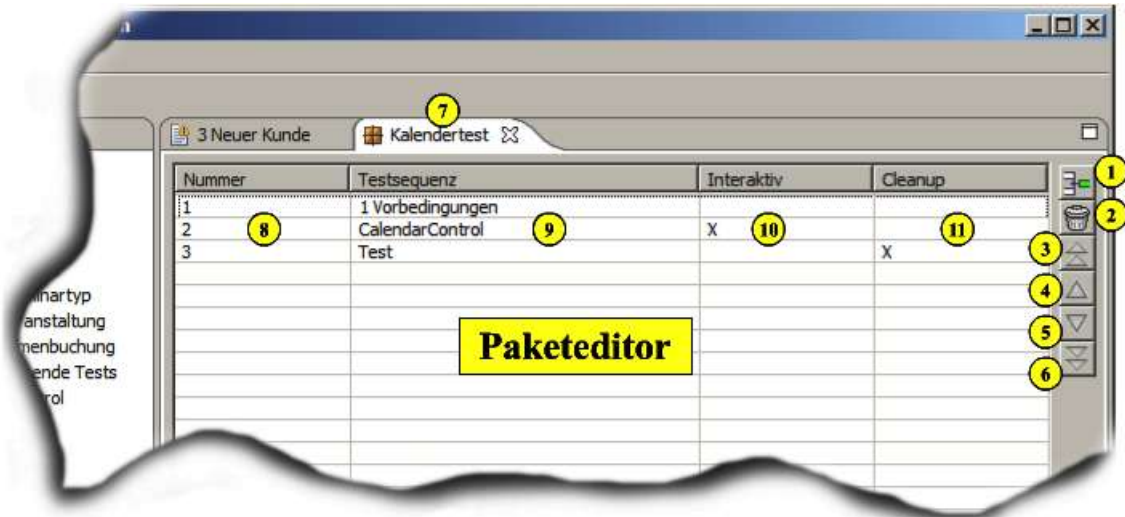 7
3 Neuer Kunde Kalendertest
Nummer Testsequenz Interaktiv Cleanup
1
1 1 Vorbedingungen
2
2 8 CalendarControl 9 X 10 11
3 Test X
3
4
5
6
Paketeditor
inartyp
anstaltung
menbuchung
ende Tests
rol